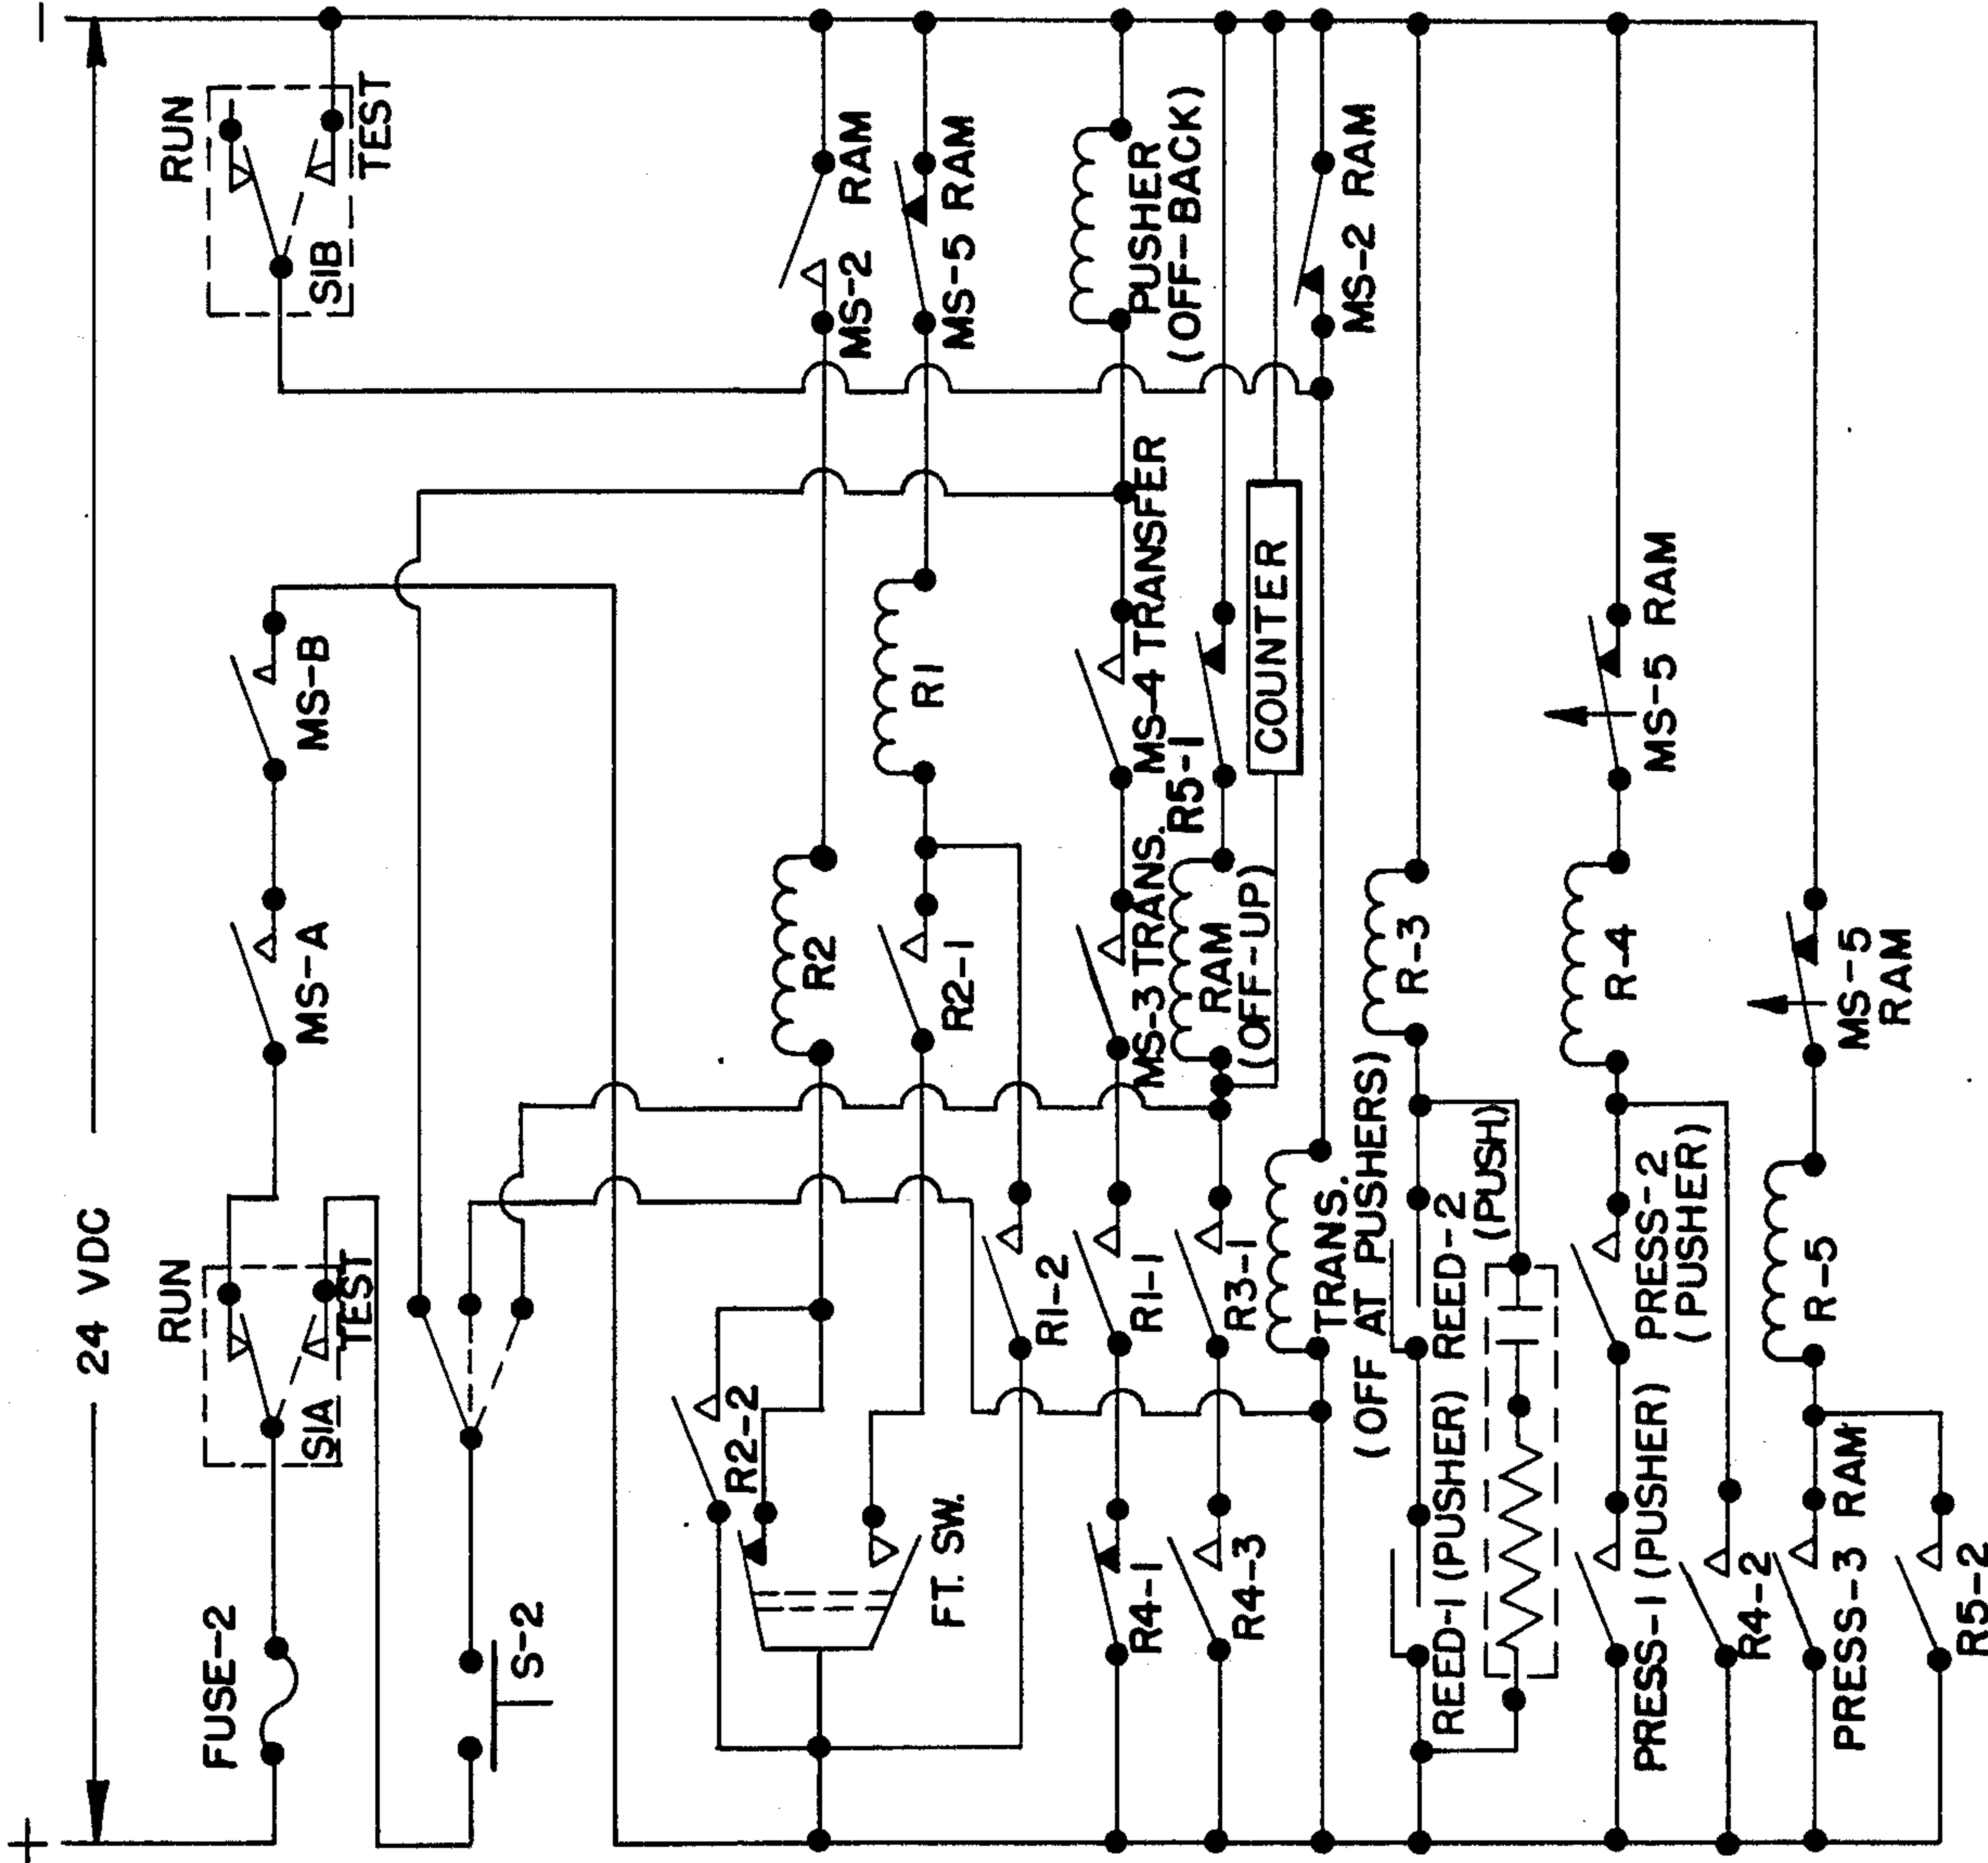 +
24 VDC
−
FUSE-2
RUN
S1A
TEST
MS-A
MS-B
RUN
S1B
TEST
S-2
R2-2
FT. SW.
R2
MS-2 RAM
R2-1
R1
MS-5 RAM
R1-2
R4-1
R1-1
MS-3 TRANS.
MS-4 TRANSFER
PUSHER
(OFF-BACK)
R4-3
R3-1
RAM
(OFF-UP)
R5-1
COUNTER
TRANS.
(OFF AT PUSHERS)
MS-2 RAM
REED-1 (PUSHER)
REED-2
(PUSH)
R-3
PRESS-1 (PUSHER)
PRESS-2
(PUSHER)
R-4
MS-5 RAM
R4-2
PRESS-3 RAM
R-5
MS-5
RAM
R5-2